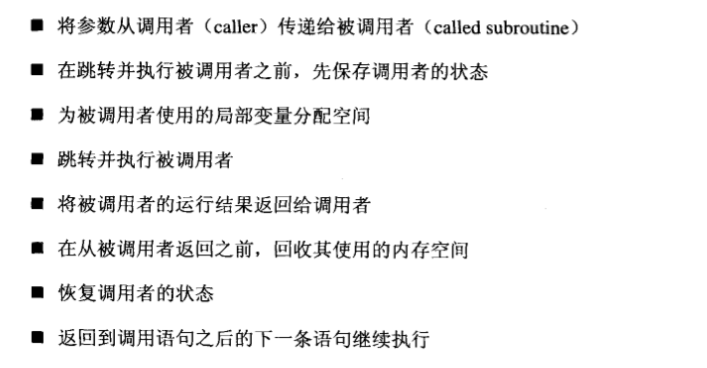 ■ 将参数从调用者（caller）传递给被调用者（called subroutine）
■ 在跳转并执行被调用者之前，先保存调用者的状态
■ 为被调用者使用的局部变量分配空间
■ 跳转并执行被调用者
■ 将被调用者的运行结果返回给调用者
■ 在从被调用者返回之前，回收其使用的内存空间
■ 恢复调用者的状态
■ 返回到调用语句之后的下一条语句继续执行